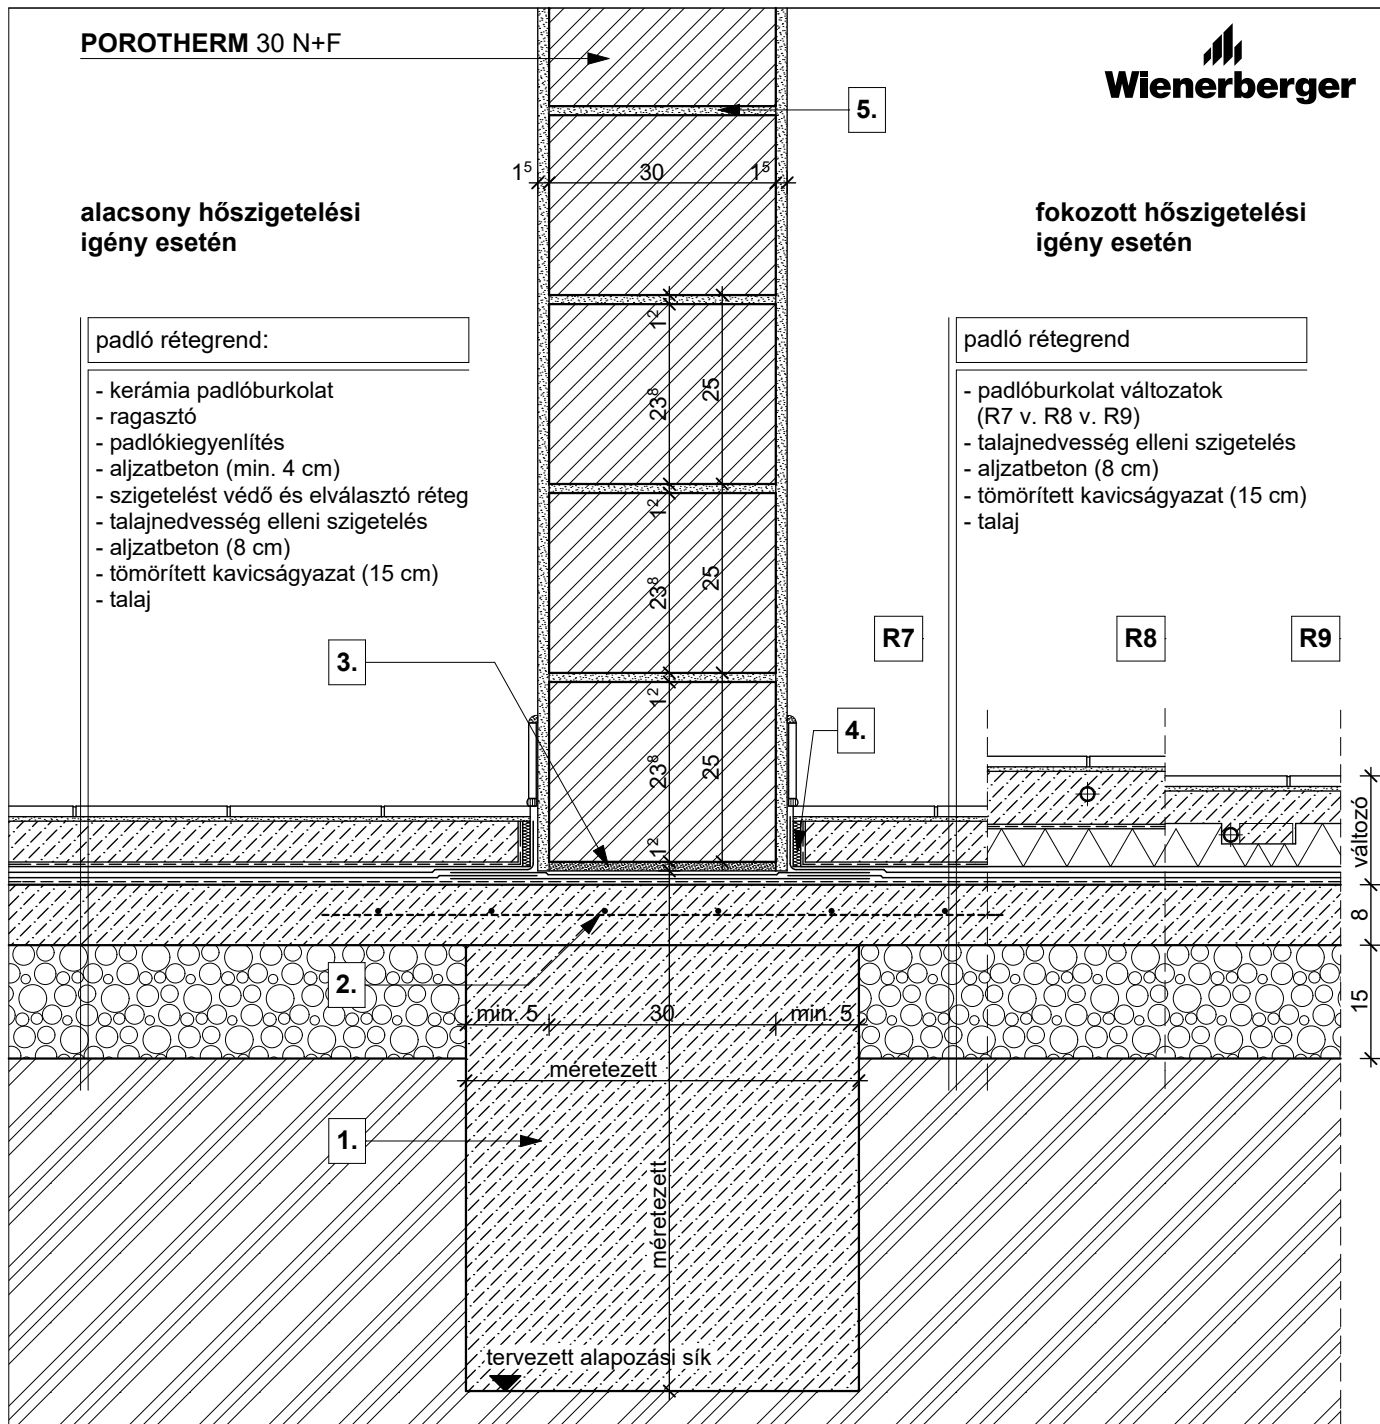 POROTHERM 30 N+F
Wienerberger
5.
1⁵ 30 1⁵
alacsony hőszigetelési
igény esetén
fokozott hőszigetelési
igény esetén
padló rétegrend:
- kerámia padlóburkolat
- ragasztó
- padlókiegyenlítés
- aljzatbeton (min. 4 cm)
- szigetelést védő és elválasztó réteg
- talajnedvesség elleni szigetelés
- aljzatbeton (8 cm)
- tömörített kavicságyazat (15 cm)
- talaj
padló rétegrend
- padlóburkolat változatok
(R7 v. R8 v. R9)
- talajnedvesség elleni szigetelés
- aljzatbeton (8 cm)
- tömörített kavicságyazat (15 cm)
- talaj
1²
23⁸ 25
1²
23⁸ 25
1²
23⁸ 25
1²
R7 R8 R9
3.
4.
változó
8
15
2.
min. 5 30 min. 5
méretezett
1.
méretezett
tervezett alapozási sík